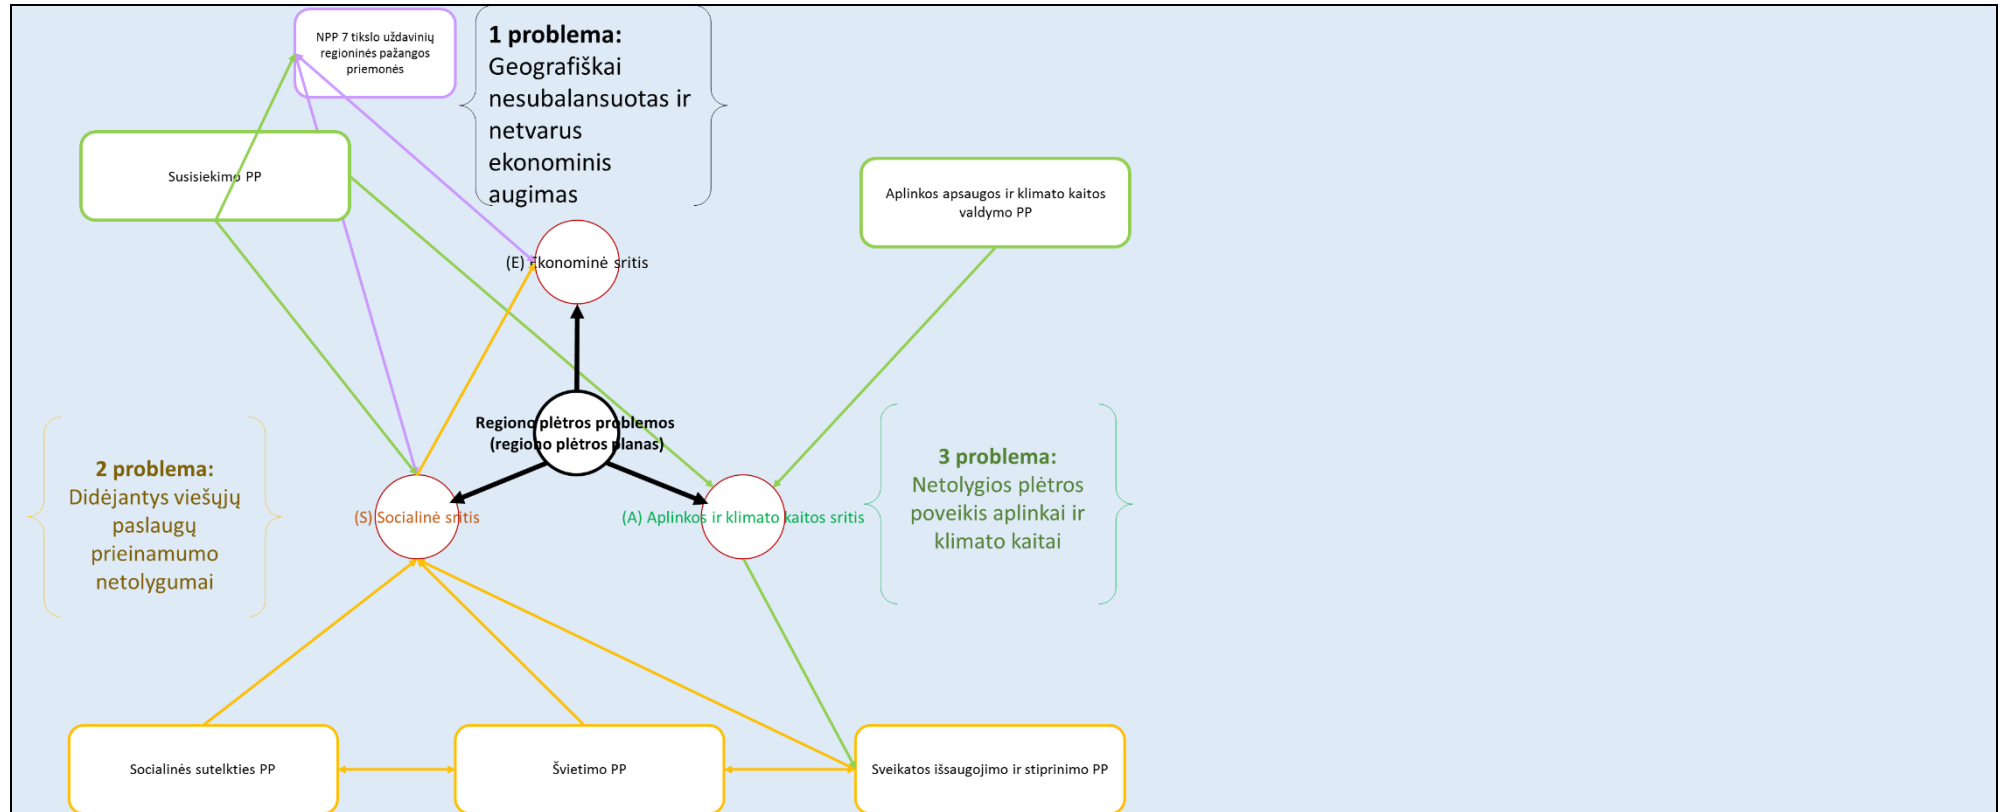 NPP 7 tikslo uždavinių
regioninės pažangos
priemonės
1 problema:
Geografiškai
nesubalansuotas ir
netvarus
ekonominis
augimas
Susisiekimo PP
Aplinkos apsaugos ir klimato kaitos
valdymo PP
(E) Ekonominė sritis
Regiono plėtros problemos
(regiono plėtros planas)
2 problema:
Didėjantys viešųjų
paslaugų
prieinamumo
netolygumai
(S) Socialinė sritis
(A) Aplinkos ir klimato kaitos sritis
3 problema:
Netolygios plėtros
poveikis aplinkai ir
klimato kaitai
Socialinės sutelkties PP
Švietimo PP
Sveikatos išsaugojimo ir stiprinimo PP